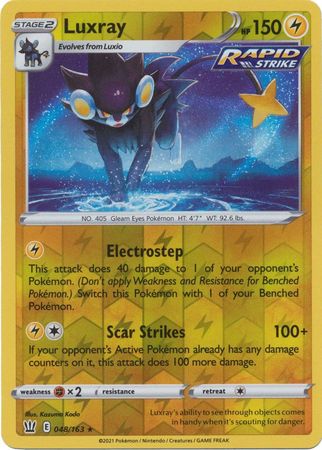 STAGE 2 Luxray HP 150
Evolves from Luxio
RAPID
STRIKE
NO. 405 Gleam Eyes Pokémon HT: 4'7" WT: 92.6 lbs.
Electrostep
This attack does 40 damage to 1 of your opponent's
Pokémon. (Don't apply Weakness and Resistance for Benched
Pokémon.) Switch this Pokémon with 1 of your Benched
Pokémon.
Scar Strikes 100+
If your opponent's Active Pokémon already has any damage
counters on it, this attack does 100 more damage.
weakness ×2 resistance retreat
Illus. Kazuma Koda
E 048/163 ★
Luxray's ability to see through objects comes
in handy when it's scouting for danger.
©2021 Pokémon / Nintendo / Creatures / GAME FREAK